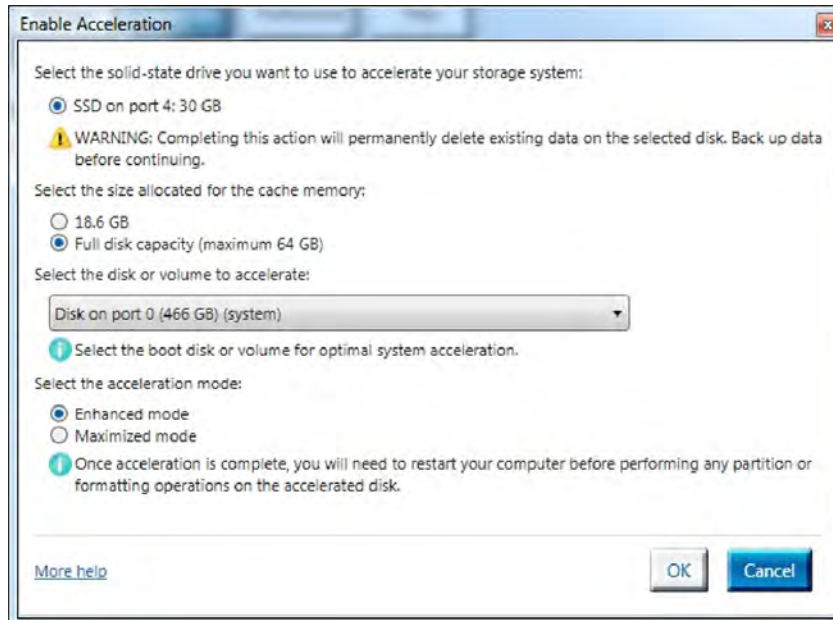 Enable Acceleration
Select the solid-state drive you want to use to accelerate your storage system:
SSD on port 4: 30 GB
WARNING: Completing this action will permanently delete existing data on the selected disk. Back up data
before continuing.
Select the size allocated for the cache memory:
18.6 GB
Full disk capacity (maximum 64 GB)
Select the disk or volume to accelerate:
Disk on port 0 (466 GB) (system)
Select the boot disk or volume for optimal system acceleration.
Select the acceleration mode:
Enhanced mode
Maximized mode
Once acceleration is complete, you will need to restart your computer before performing any partition or
formatting operations on the accelerated disk.
More help
OK
Cancel